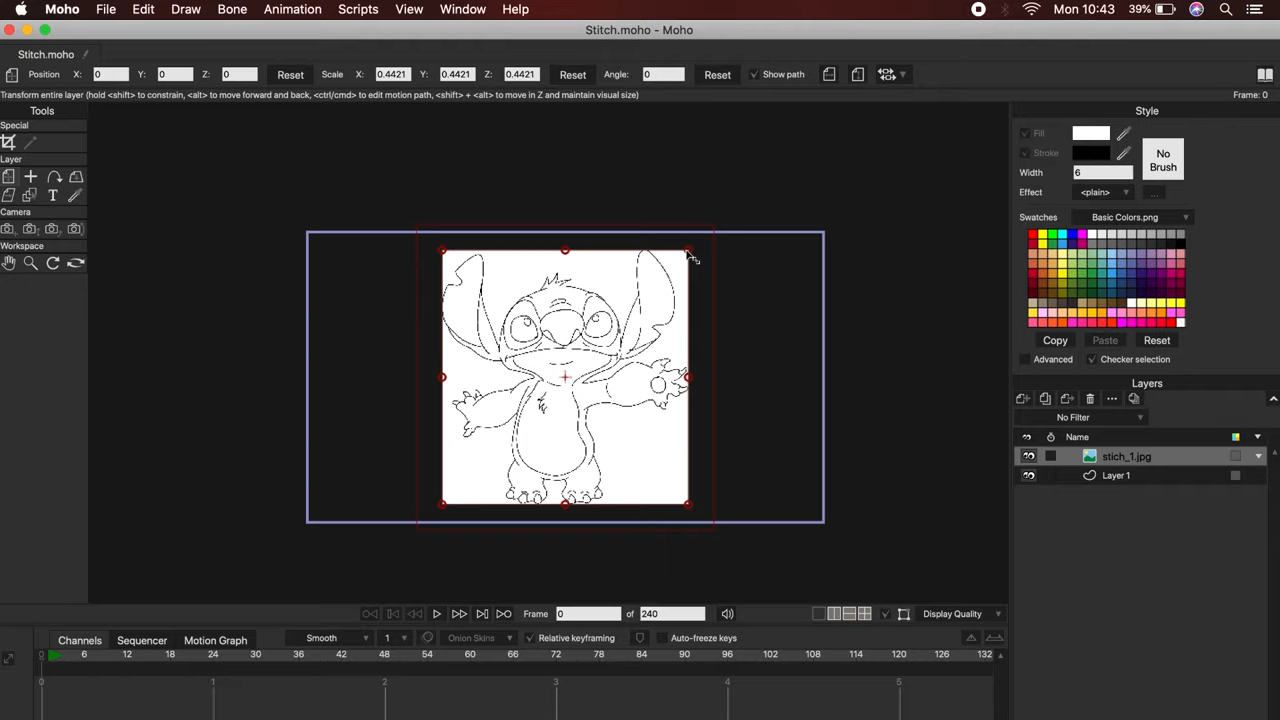 Moho File Edit Draw Bone Animation Scripts View Window Help Mon 10:43 39%
Stitch.moho - Moho
Stitch.moho
Position X: 0 Y: 0 Z: 0 Reset Scale X: 0.4421 Y: 0.4421 Z: 0.4421 Reset Angle: 0 Reset Show path
Transform entire layer (hold <shift> to constrain, <alt> to move forward and back, <ctrl/cmd> to edit motion path, <shift> + <alt> to move in Z and maintain visual size) Frame: 0
Tools
Special
Layer
Camera
Workspace
Style
Fill
Stroke
No Brush
Width 6
Effect <plain> ...
Swatches Basic Colors.png
Copy Paste Reset
Advanced Checker selection
Layers
No Filter
Name
stich_1.jpg
Layer 1
Frame 0 of 240 Display Quality
Channels Sequencer Motion Graph Smooth 1 Onion Skins Relative keyframing Auto-freeze keys
0 6 12 18 24 30 36 42 48 54 60 66 72 78 84 90 96 102 108 114 120 126 132
0 1 2 3 4 5